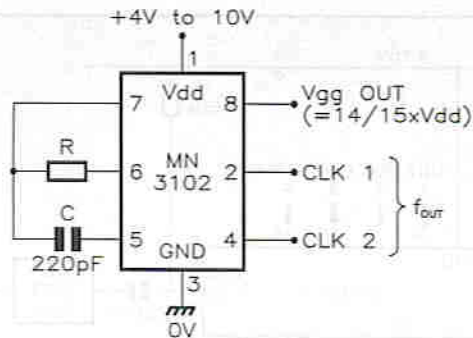 +4V to 10V
1
7 Vdd 8 Vgg OUT
(=14/15xVdd)
R
6 MN 2 CLK 1
3102
fOUT
C
5 4 CLK 2
220pF GND
3
0V